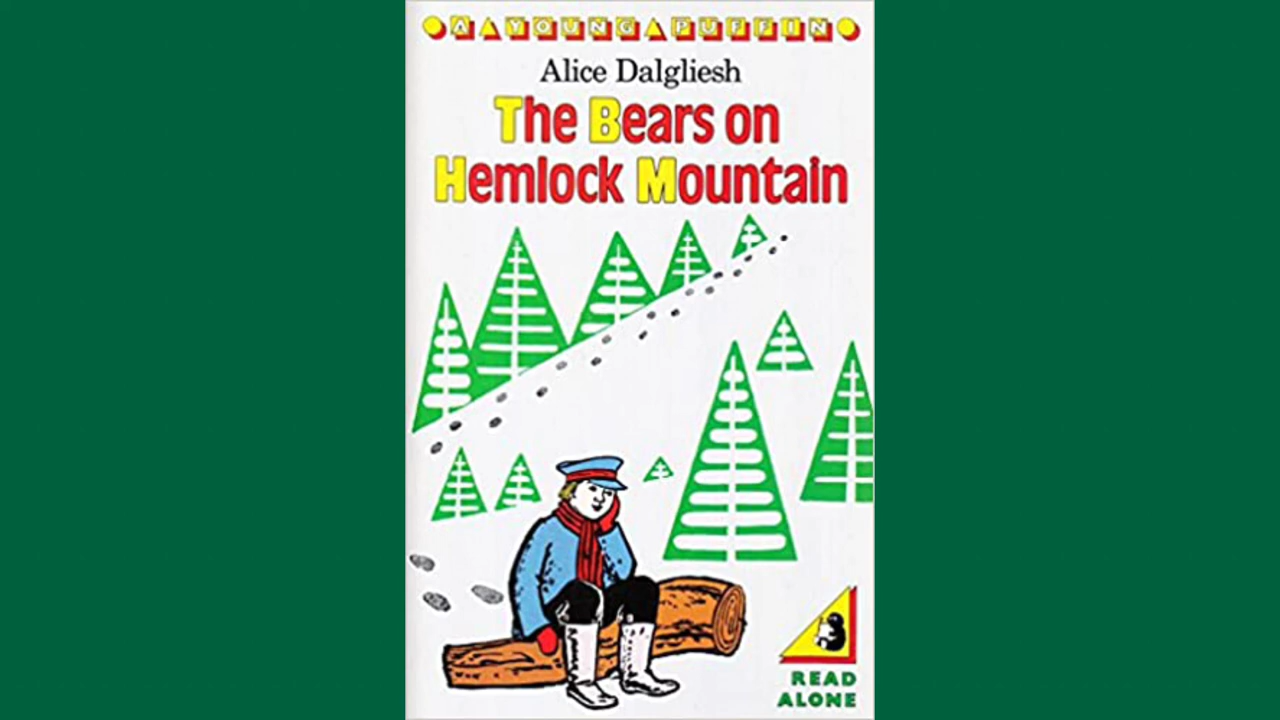 A YOUNG PUFFIN
Alice Dalgliesh
The Bears on
Hemlock Mountain
READ
ALONE